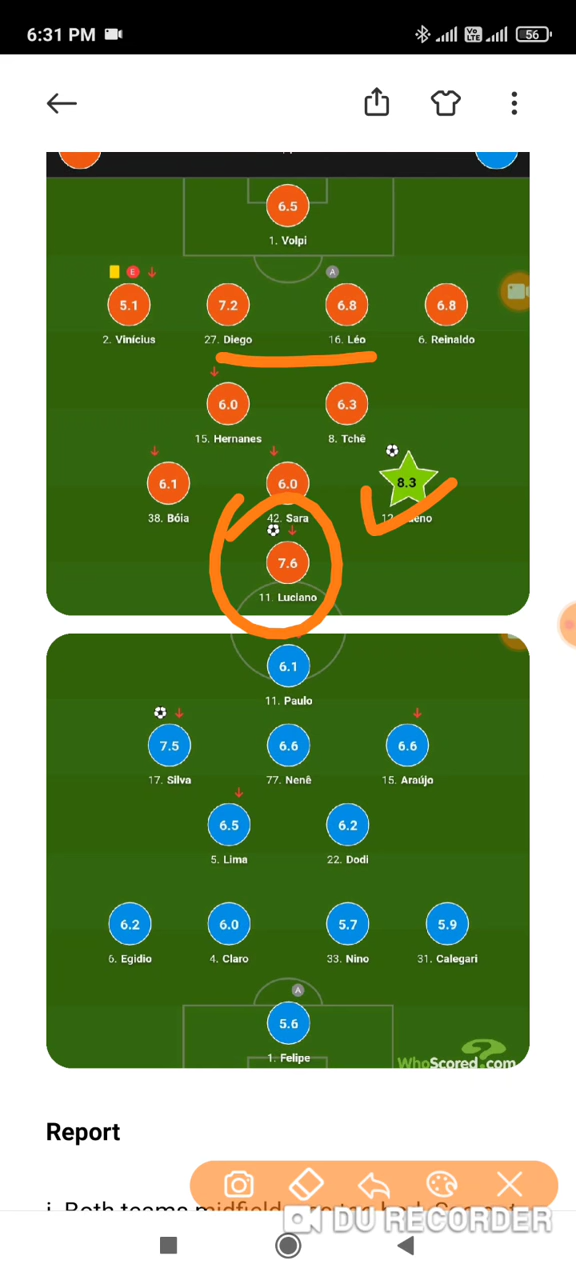 6:31 PM
Vo LTE 56
6.5
1. Volpi
E A
5.1 7.2 6.8 6.8
2. Vinícius 27. Diego 16. Léo 6. Reinaldo
6.0 6.3
15. Hernanes 8. Tchê
6.1 6.0 8.3
38. Bóia 42. Sara
7.6
11. Luciano
6.1
11. Paulo
7.5 6.6 6.6
17. Silva 77. Nenê 15. Araújo
6.5 6.2
5. Lima 22. Dodi
6.2 6.0 5.7 5.9
6. Egidio 4. Claro 33. Nino 31. Calegari
A
5.6
1. Felipe
WhoScored.com
Report
i. Both teams midfield
DU RECORDER